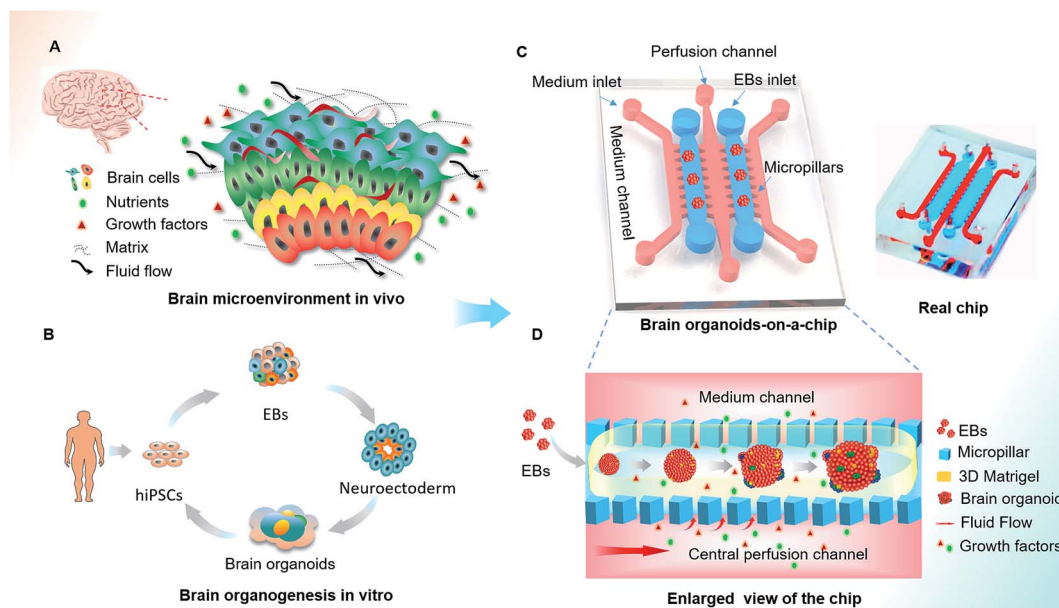 A
Brain cells
Nutrients
Growth factors
Matrix
Fluid flow
Brain microenvironment in vivo
B
EBs
hiPSCs
Neuroectoderm
Brain organoids
Brain organogenesis in vitro
C
Perfusion channel
Medium inlet
EBs inlet
Medium channel
Micropillars
Brain organoids-on-a-chip
Real chip
D
Medium channel
EBs
Central perfusion channel
EBs
Micropillar
3D Matrigel
Brain organoid
Fluid Flow
Growth factors
Enlarged view of the chip